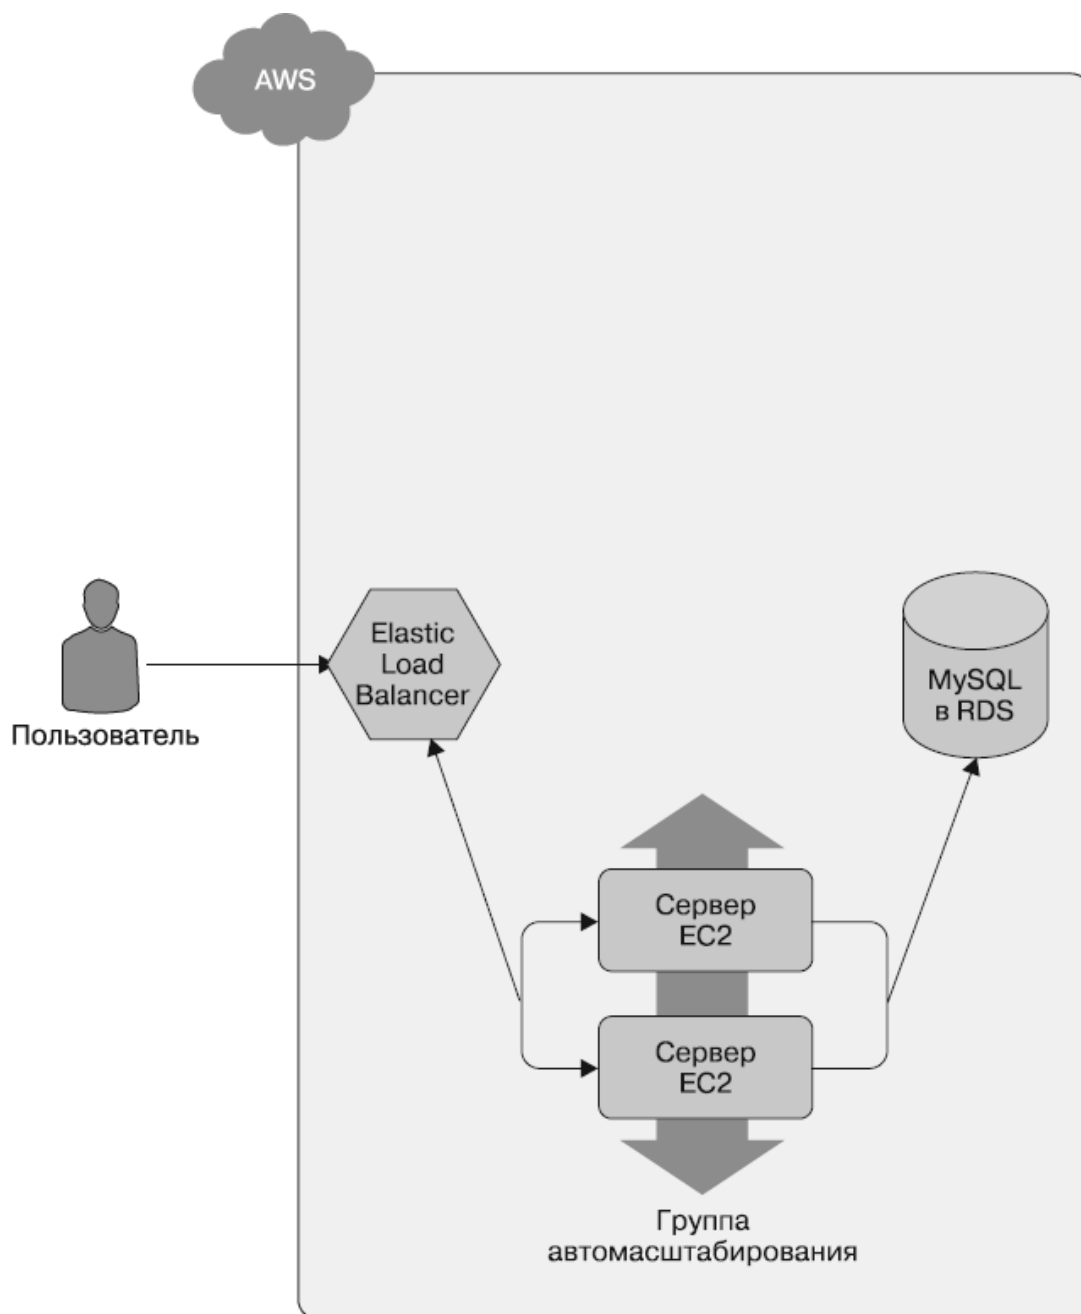 AWS
Elastic
Load
Balancer
MySQL
в RDS
Пользователь
Сервер
EC2
Сервер
EC2
Группа
автомасштабирования